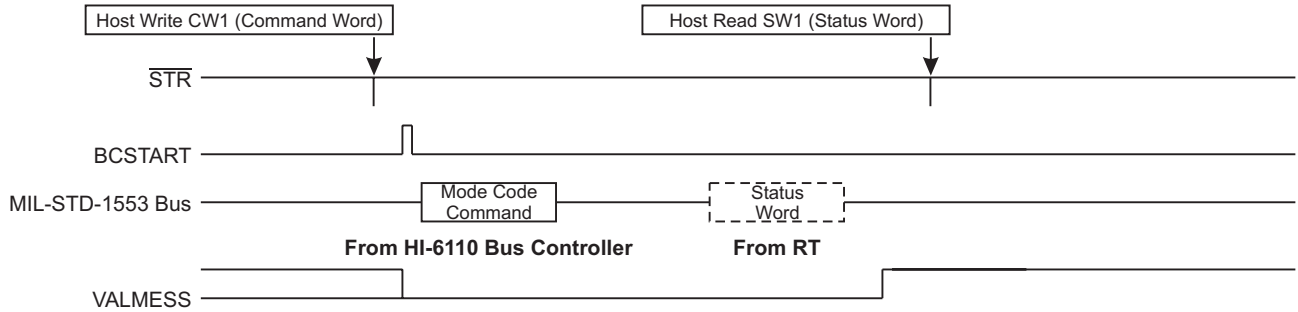 Host Write CW1 (Command Word)
Host Read SW1 (Status Word)
STR
BCSTART
MIL-STD-1553 Bus
Mode Code
Command
Status
Word
From HI-6110 Bus Controller
From RT
VALMESS